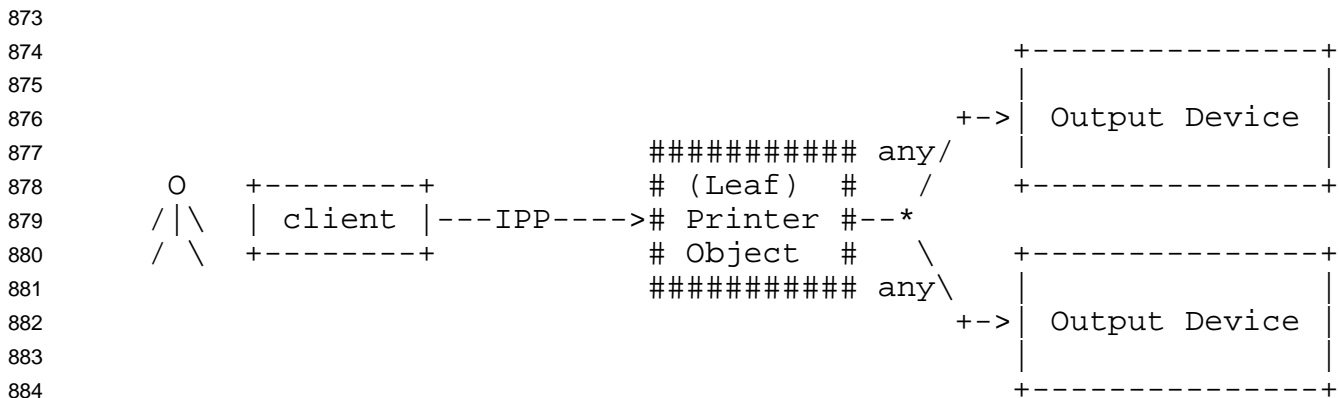 873
874                                                +---------------+
875                                                |               |
876                                             +->| Output Device |
877                            ########### any/   |               |
878       O   +--------+           # (Leaf)  #   /    +---------------+
879      /|\  | client |---IPP----># Printer #--*
880      / \  +--------+           # Object  #   \    +---------------+
881                            ########### any\   |               |
882                                             +->| Output Device |
883                                                |               |
884                                                +---------------+